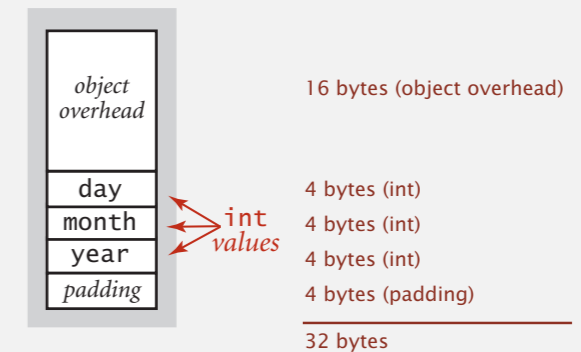 object
overhead
16 bytes (object overhead)
day
4 bytes (int)
month
int
4 bytes (int)
values
year
4 bytes (int)
padding
4 bytes (padding)
32 bytes